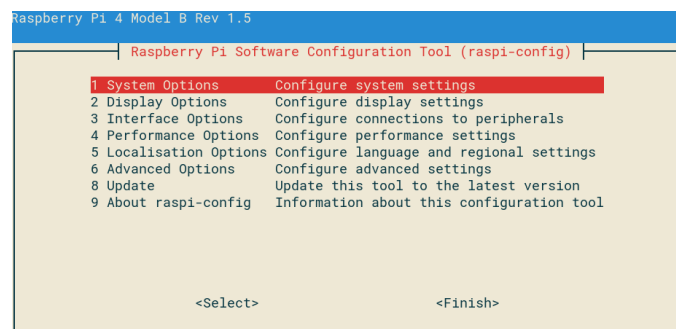 Raspberry Pi 4 Model B Rev 1.5
Raspberry Pi Software Configuration Tool (raspi-config)
1 System Options Configure system settings
2 Display Options Configure display settings
3 Interface Options Configure connections to peripherals
4 Performance Options Configure performance settings
5 Localisation Options Configure language and regional settings
6 Advanced Options Configure advanced settings
8 Update Update this tool to the latest version
9 About raspi-config Information about this configuration tool
<Select> <Finish>